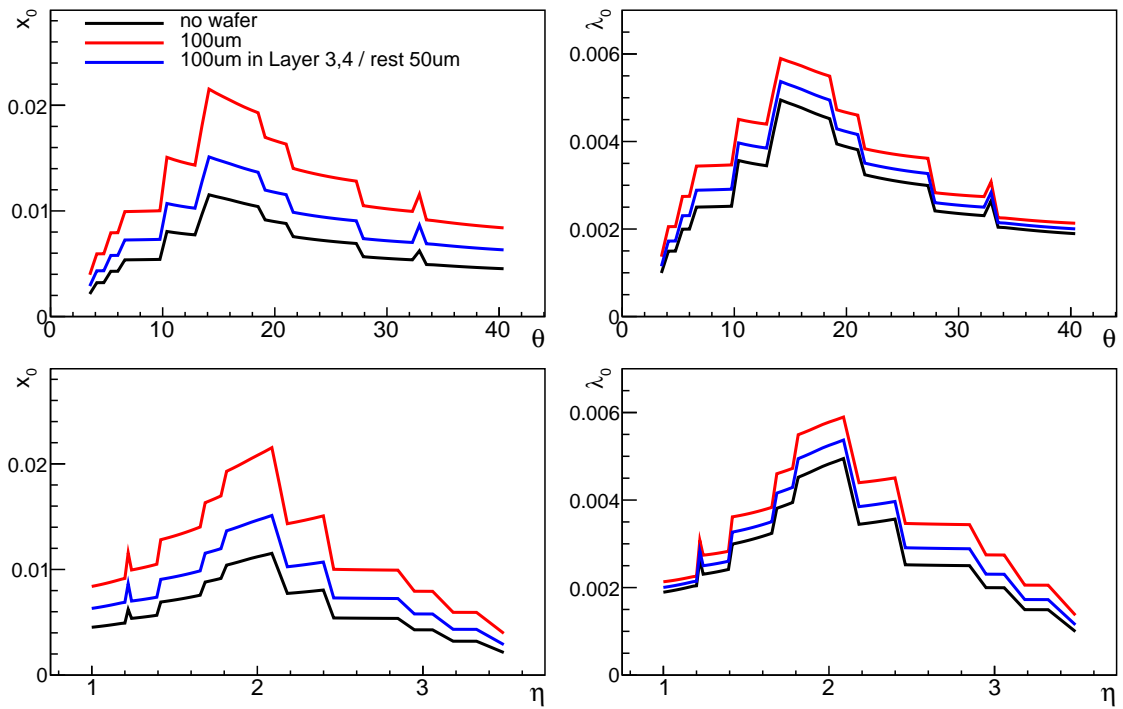 x₀
no wafer
100um
100um in Layer 3,4 / rest 50um
0.02
0.01
0
0 10 20 30 40
θ
λ₀
0.006
0.004
0.002
0
0 10 20 30 40
θ
x₀
0.02
0.01
0
1 2 3
η
λ₀
0.006
0.004
0.002
0
1 2 3
η